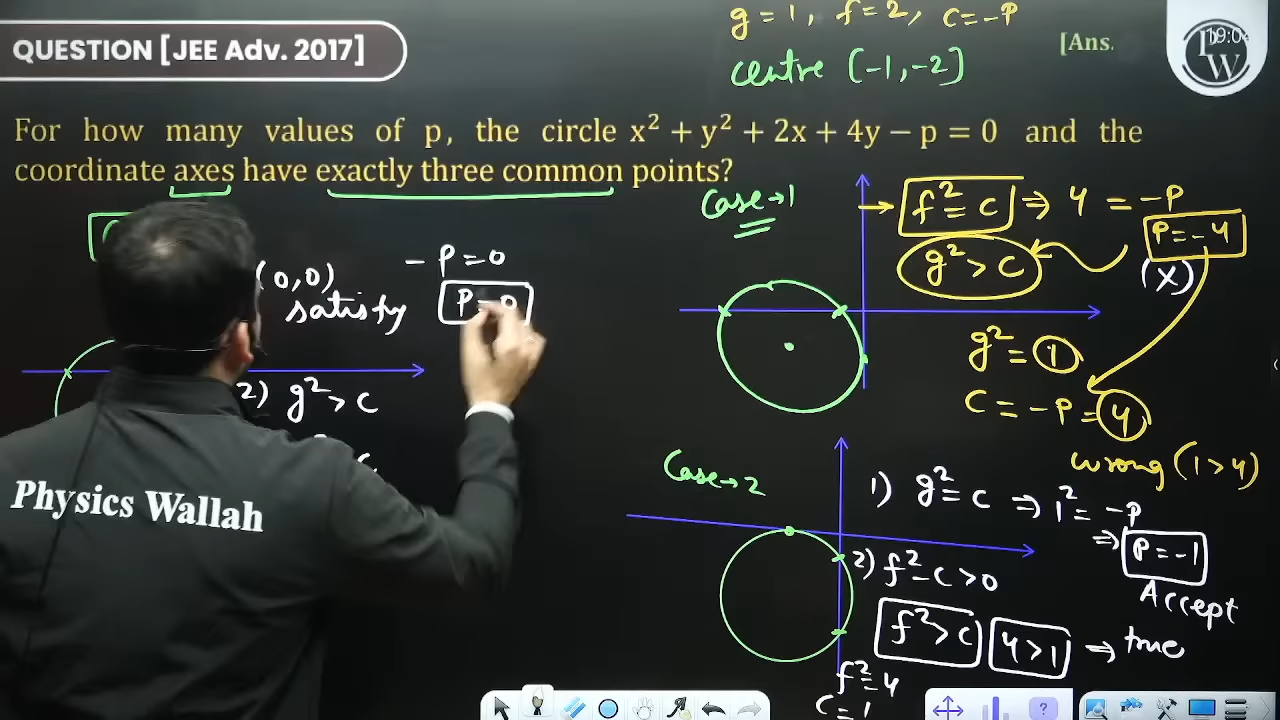 QUESTION [JEE Adv. 2017]
g = 1, f = 2, c = -P
centre (-1, -2)
[Ans.
19:04
For how many values of p, the circle x² + y² + 2x + 4y − p = 0 and the
coordinate axes have exactly three common points?
Case → 1
f² = c ⇒ 4 = -P
P = -4
g² > c
(X)
g² = 1
C = -P = 4
wrong (1 > 4)
(0,0)
satisfy
- P = 0
P = 0
2) g² > c
Case → 2
1) g² = c ⇒ 1² = -P
⇒ P = -1
Accept
2) f² - c > 0
f² > c
4 > 1 ⇒ true
f² = 4
C = 1
Physics Wallah